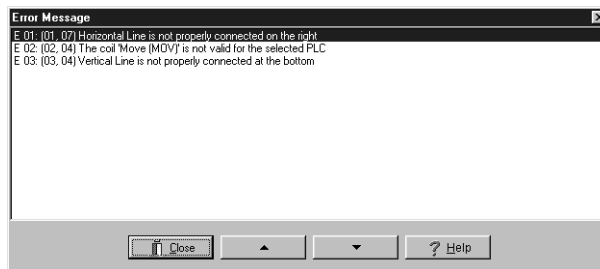 Error Message
E 01: (01, 07) Horizontal Line is not properly connected on the right
E 02: (02, 04) The coil 'Move (MOV)' is not valid for the selected PLC
E 03: (03, 04) Vertical Line is not properly connected at the bottom
Close
? Help